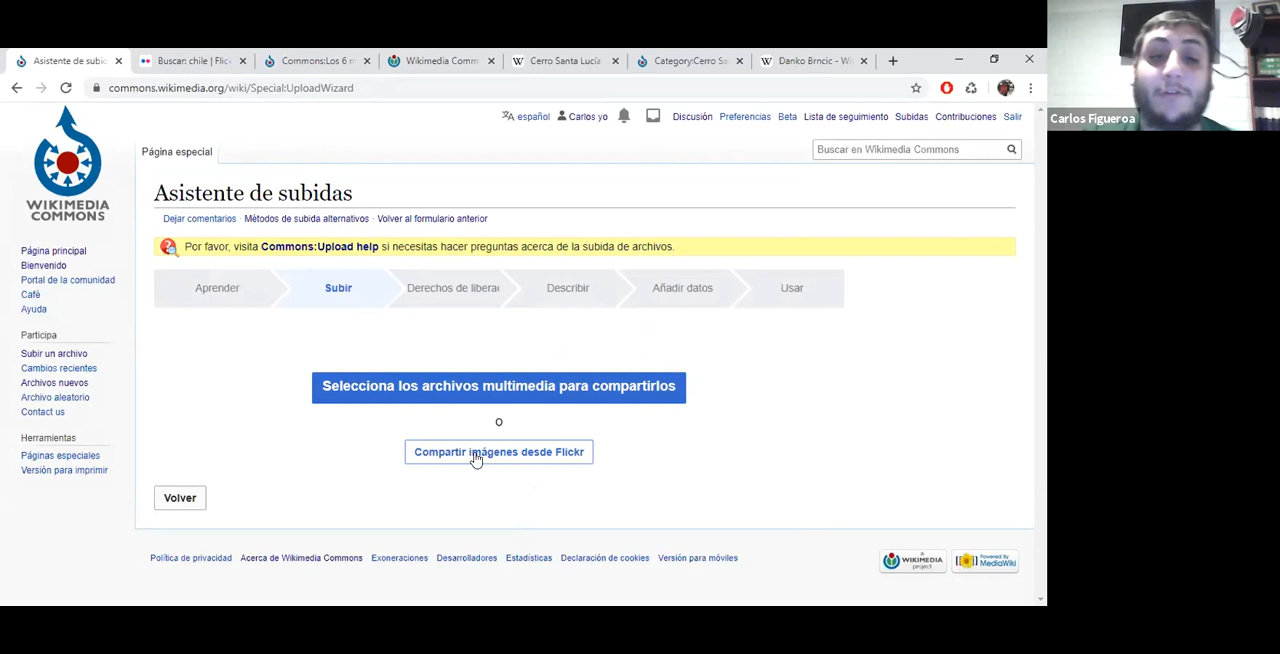 Asistente de subid
Buscar: chile | Flic
Commons:Los 6 m
Wikimedia Comm
Cerro Santa Lucía
Category:Cerro Sa
Danko Brncic - Wi
commons.wikimedia.org/wiki/Special:UploadWizard
Carlos Figueroa
español
Carlos yo
Discusión
Preferencias
Beta
Lista de seguimiento
Subidas
Contribuciones
Salir
Página especial
Buscar en Wikimedia Commons
WIKIMEDIA
COMMONS
Asistente de subidas
Dejar comentarios · Métodos de subida alternativos · Volver al formulario anterior
Por favor, visita Commons:Upload help si necesitas hacer preguntas acerca de la subida de archivos.
Página principal
Bienvenido
Portal de la comunidad
Café
Ayuda
Participa
Subir un archivo
Cambios recientes
Archivos nuevos
Archivo aleatorio
Contact us
Herramientas
Páginas especiales
Versión para imprimir
Aprender
Subir
Derechos de liberac
Describir
Añadir datos
Usar
Selecciona los archivos multimedia para compartirlos
O
Compartir imágenes desde Flickr
Volver
Política de privacidad
Acerca de Wikimedia Commons
Exoneraciones
Desarrolladores
Estadísticas
Declaración de cookies
Versión para móviles
A
WIKIMEDIA
project
Powered By
MediaWiki